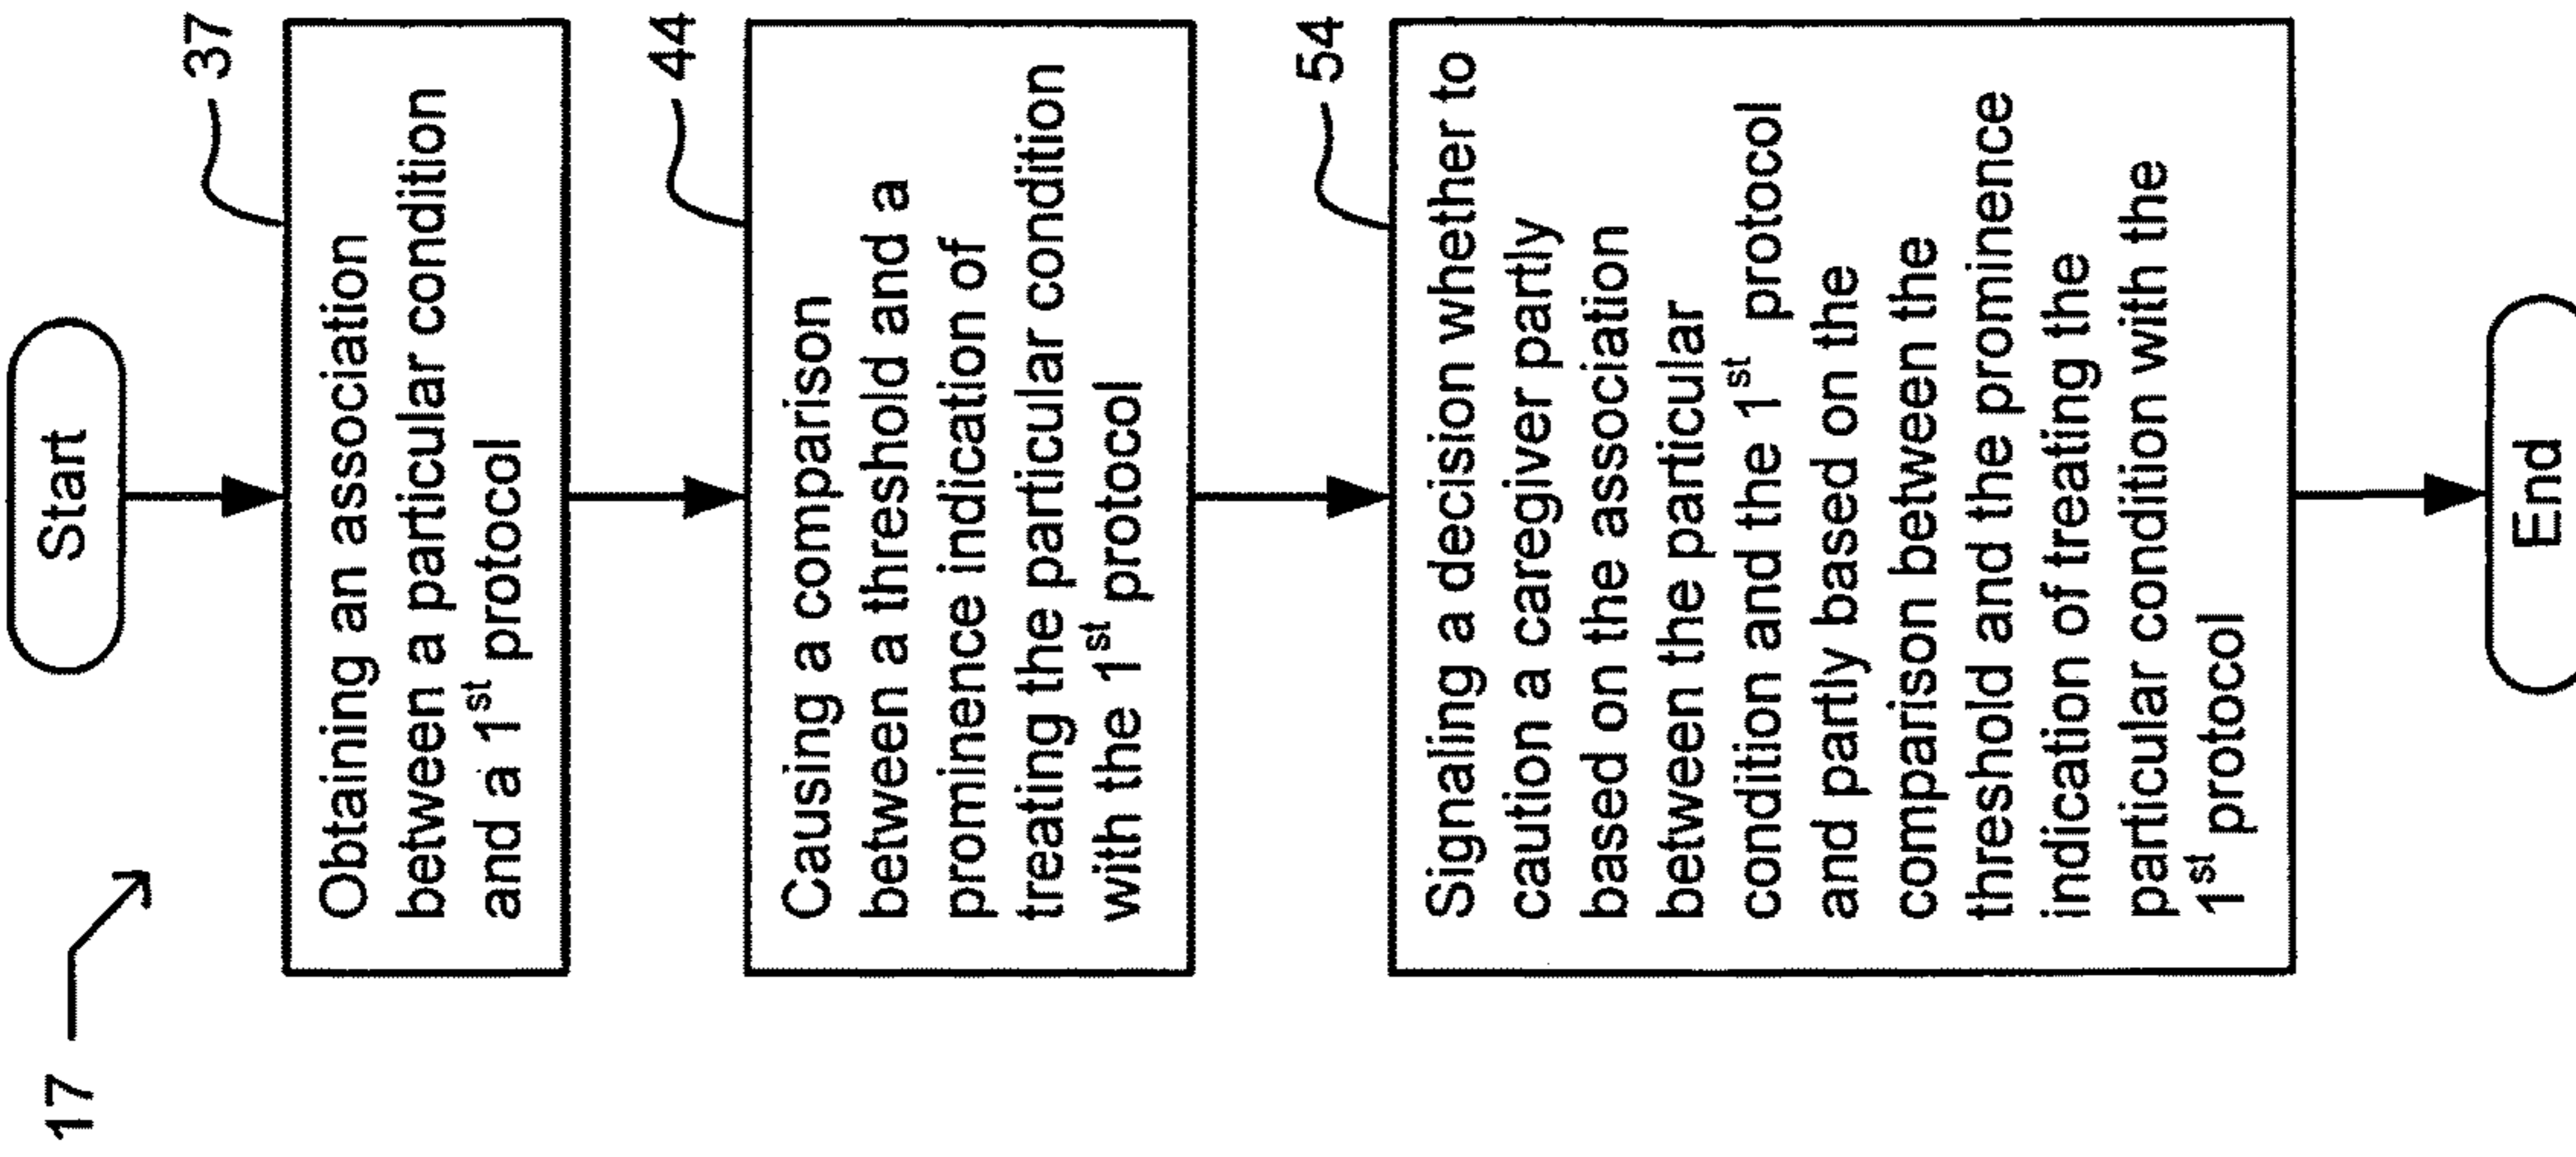 17
Start
37
Obtaining an association
between a particular condition
and a 1st protocol
44
Causing a comparison
between a threshold and a
prominence indication of
treating the particular condition
with the 1st protocol
54
Signaling a decision whether to
caution a caregiver partly
based on the association
between the particular
condition and the 1st protocol
and partly based on the
comparison between the
threshold and the prominence
indication of treating the
particular condition with the
1st protocol
End